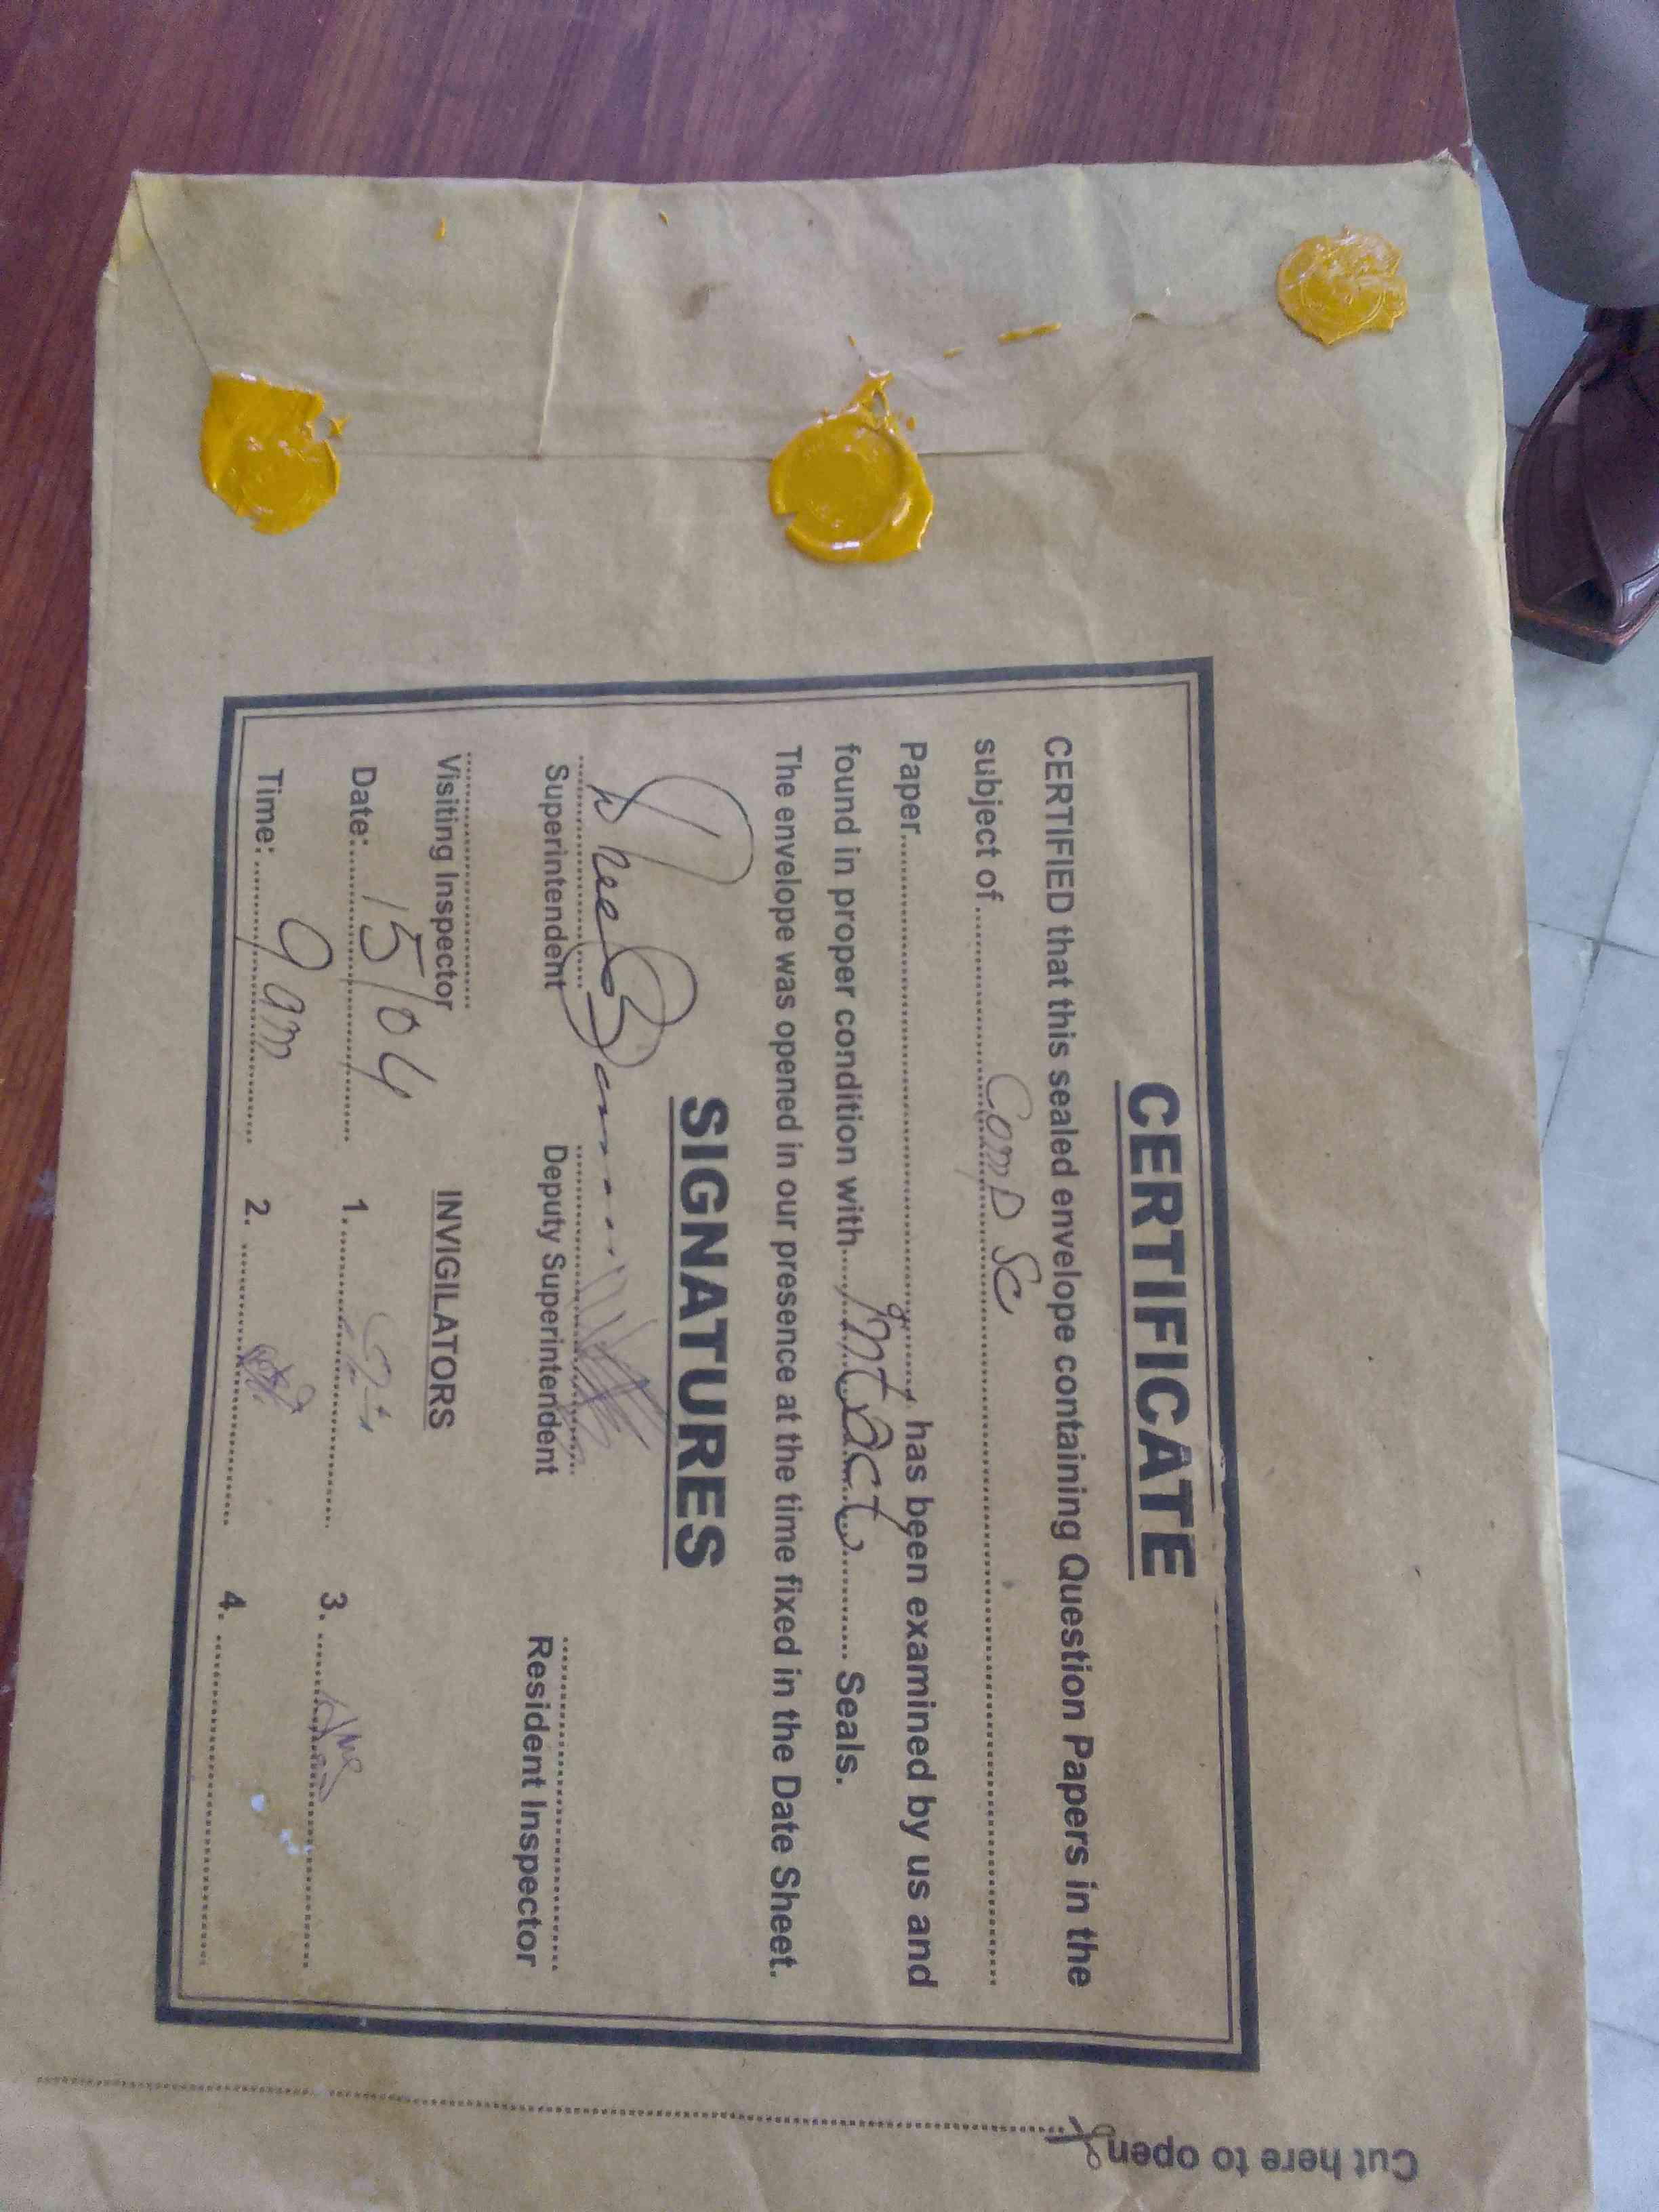 CERTIFICATE
CERTIFIED that this sealed envelope containing Question Papers in the
subject of Comp Sc
Paper, has been examined by us and
found in proper condition with Intact Seals.
The envelope was opened in our presence at the time fixed in the Date Sheet.
SIGNATURES
Superintendent Deputy Superintendent Resident Inspector
Visiting Inspector INVIGILATORS
Date: 15/04 1. 3.
Time: 9 am 2. 4.
Cut here to open